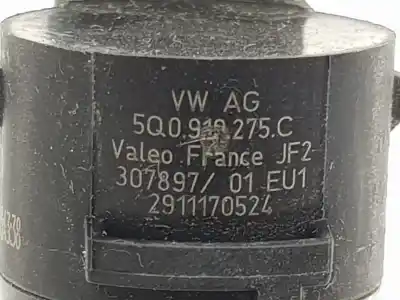 VW AG
5Q0.919.275.C
Valeo France JF2
307897/ 01 EU1
2911170524